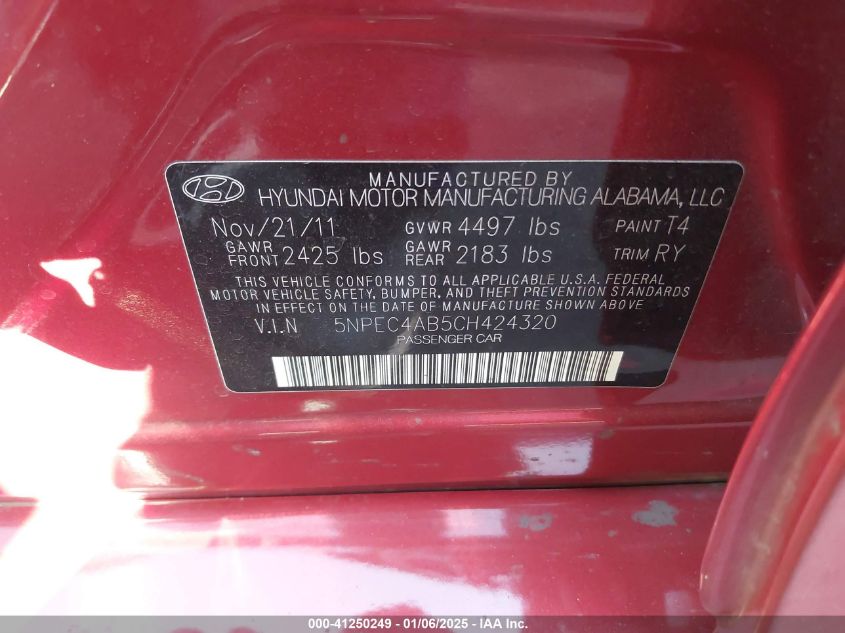 MANUFACTURED BY
HYUNDAI MOTOR MANUFACTURING ALABAMA, LLC
Nov/21/11 GVWR 4497 lbs PAINT T4
GAWR FRONT 2425 lbs GAWR REAR 2183 lbs TRIM RY
THIS VEHICLE CONFORMS TO ALL APPLICABLE U.S.A. FEDERAL
MOTOR VEHICLE SAFETY, BUMPER, AND THEFT PREVENTION STANDARDS
IN EFFECT ON THE DATE OF MANUFACTURE SHOWN ABOVE.
V.I.N 5NPEC4AB5CH424320
PASSENGER CAR
000-41250249 - 01/06/2025 - IAA Inc.